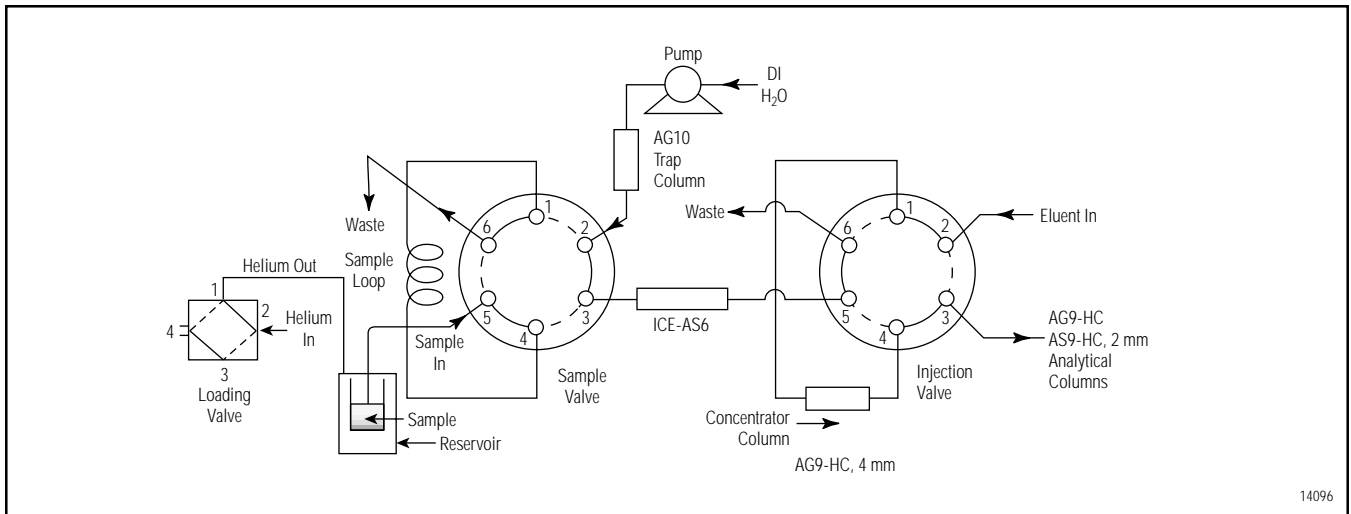 Pump
DI
H₂O
AG10
Trap
Column
Waste
Sample
Loop
1
2
3
4
5
6
Sample
In
Sample
Valve
Helium Out
1
2
3
4
Helium
In
Loading
Valve
Sample
Reservoir
ICE-AS6
Waste
1
2
3
4
5
6
Eluent In
AG9-HC
AS9-HC, 2 mm
Analytical
Columns
Injection
Valve
Concentrator
Column
AG9-HC, 4 mm
14096